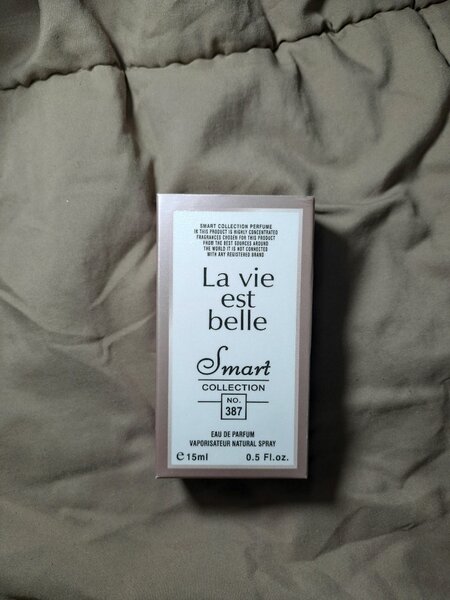 SMART COLLECTION PERFUME
IN THIS PRODUCT IS HIGHLY CONCENTRATED
FRAGRANCES CHOSEN FOR THIS PRODUCT
FROM THE BEST SOURCES AROUND
THE WORLD IT IS NOT CONNECTED
WITH ANY REGISTERED BRAND
La vie
est
belle
Smart
COLLECTION
NO.
387
EAU DE PARFUM
VAPORISATEUR NATURAL SPRAY
℮ 15ml 0.5 Fl.oz.